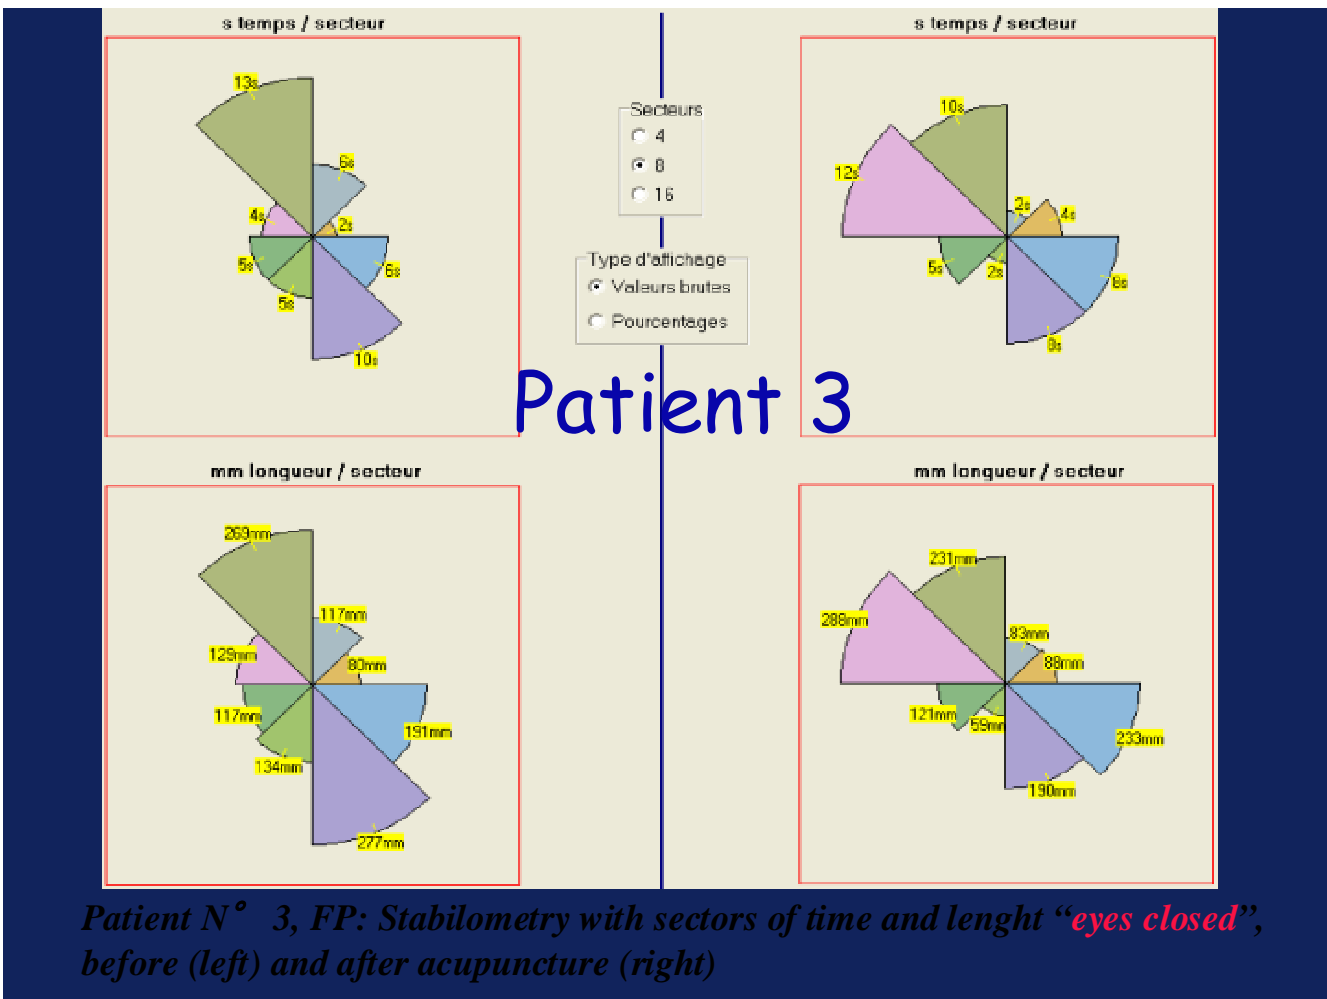 s temps / secteur
13s
6s
4s
2s
5s
6s
5s
10s
Secteurs
4
8
16
Type d'affichage
Valeurs brutes
Pourcentages
s temps / secteur
10s
12s
2s
4s
5s
2s
8s
8s
Patient 3
mm longueur / secteur
269mm
117mm
129mm
80mm
117mm
191mm
134mm
277mm
mm longueur / secteur
231mm
288mm
83mm
88mm
121mm
59mm
233mm
190mm
Patient N° 3, FP: Stabilometry with sectors of time and lenght “eyes closed”,
before (left) and after acupuncture (right)